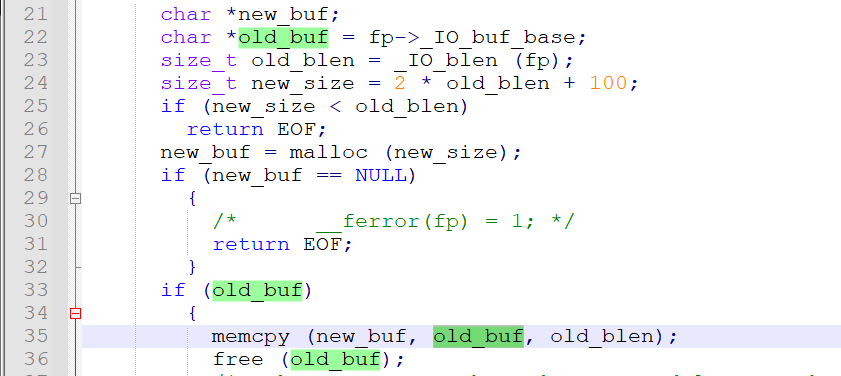 21 char *new_buf;
22 char *old_buf = fp->_IO_buf_base;
23 size_t old_blen = _IO_blen (fp);
24 size_t new_size = 2 * old_blen + 100;
25 if (new_size < old_blen)
26 return EOF;
27 new_buf = malloc (new_size);
28 if (new_buf == NULL)
29 {
30 /* __ferror(fp) = 1; */
31 return EOF;
32 }
33 if (old_buf)
34 {
35 memcpy (new_buf, old_buf, old_blen);
36 free (old_buf);